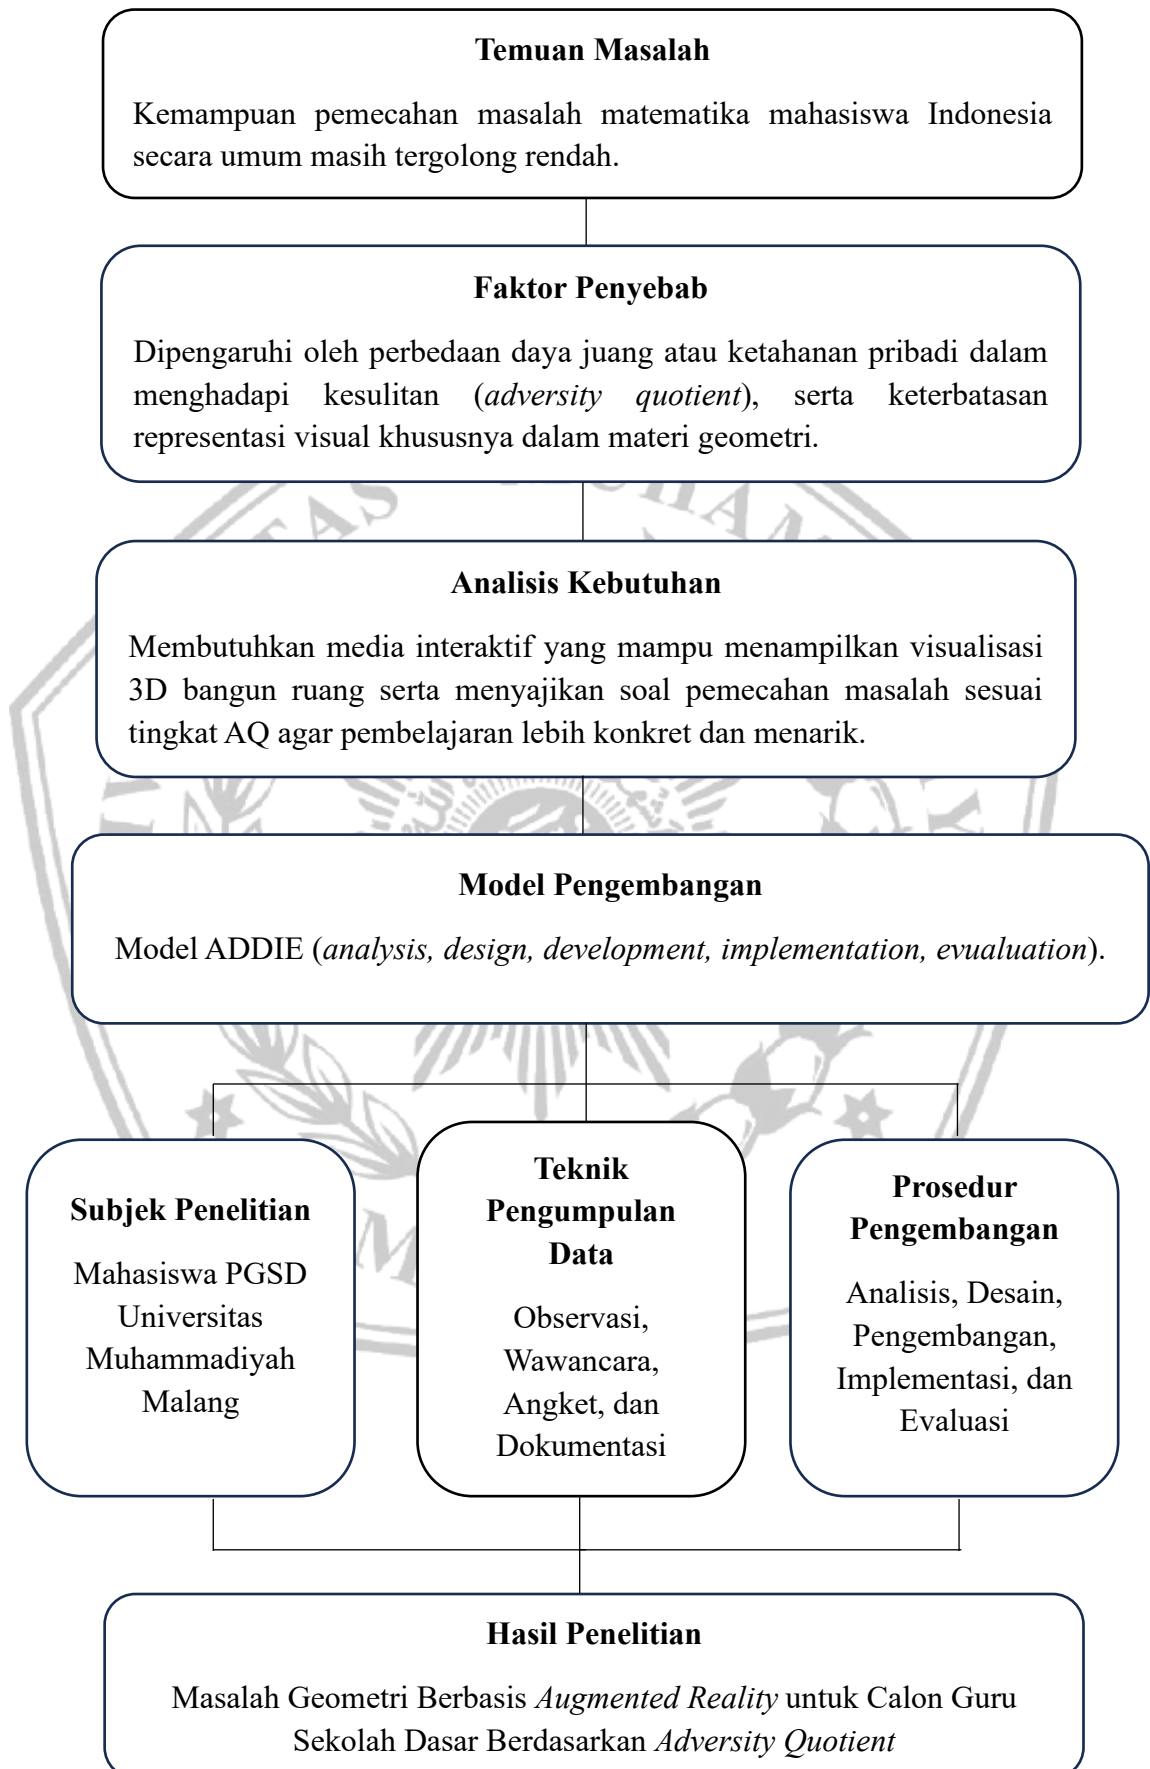 Temuan Masalah
Kemampuan pemecahan masalah matematika mahasiswa Indonesia
secara umum masih tergolong rendah.
Faktor Penyebab
Dipengaruhi oleh perbedaan daya juang atau ketahanan pribadi dalam
menghadapi kesulitan (adversity quotient), serta keterbatasan
representasi visual khususnya dalam materi geometri.
Analisis Kebutuhan
Membutuhkan media interaktif yang mampu menampilkan visualisasi
3D bangun ruang serta menyajikan soal pemecahan masalah sesuai
tingkat AQ agar pembelajaran lebih konkret dan menarik.
Model Pengembangan
Model ADDIE (analysis, design, development, implementation, evualuation).
Subjek Penelitian
Mahasiswa PGSD
Universitas
Muhammadiyah
Malang
Teknik
Pengumpulan
Data
Observasi,
Wawancara,
Angket, dan
Dokumentasi
Prosedur
Pengembangan
Analisis, Desain,
Pengembangan,
Implementasi, dan
Evaluasi
Hasil Penelitian
Masalah Geometri Berbasis Augmented Reality untuk Calon Guru
Sekolah Dasar Berdasarkan Adversity Quotient